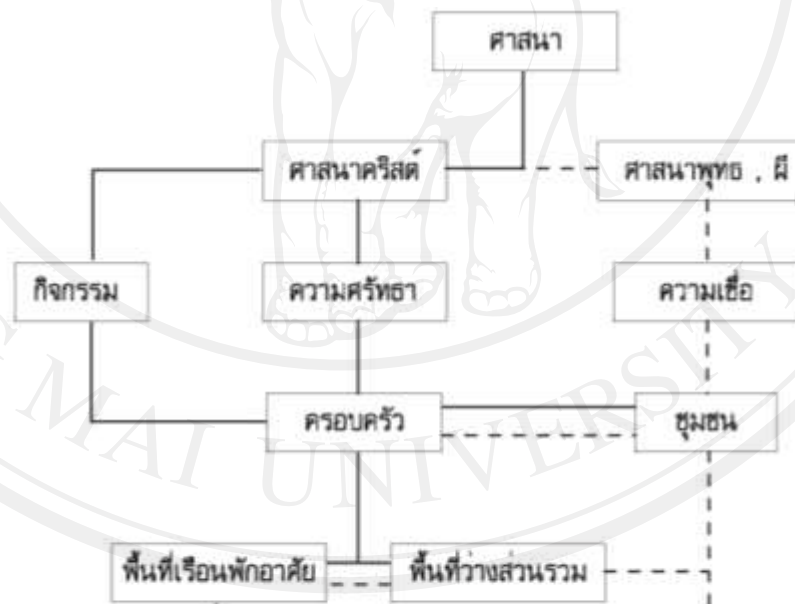 ศาสนา
ศาสนาคริสต์
ศาสนาพุทธ , ผี
กิจกรรม
ความศรัทธา
ความเชื่อ
ครอบครัว
ชุมชน
พื้นที่เรือนพักอาศัย
พื้นที่ว่างส่วนรวม
MAI UNIVERSITY